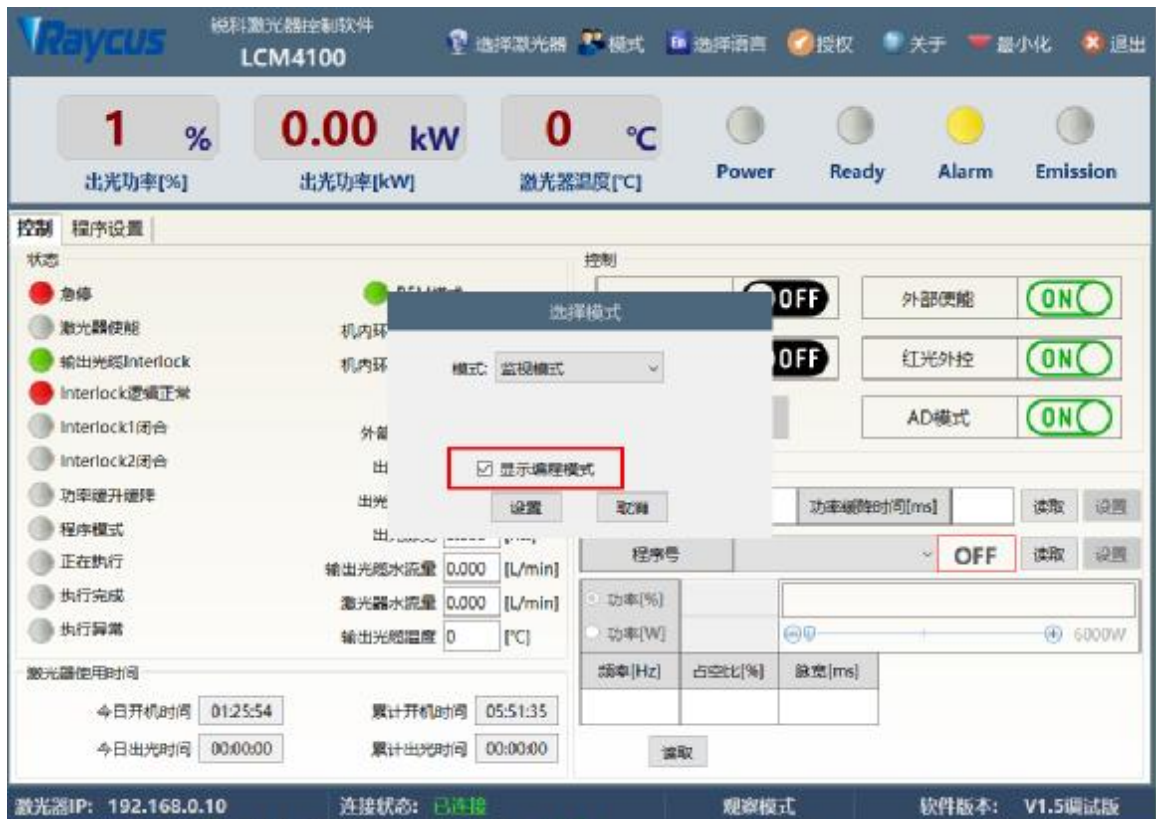 Raycus 锐科激光器控制软件
LCM4100
选择激光器 模式 En 选择语言 授权 关于 最小化 退出
1 % 0.00 kW 0 ℃
出光功率[%] 出光功率[kW] 激光器温度[℃] Power Ready Alarm Emission
控制 程序设置
状态 控制
急停
选择模式
OFF 外部使能 ON
激光器使能 机内环
输出光缆Interlock 机内环 模式: 监视模式 OFF 红光外控 ON
Interlock逻辑正常
Interlock1闭合 外部 AD模式 ON
Interlock2闭合 出 显示编程模式
功率缓升缓降 出光 设置 取消 功率缓降时间[ms] 读取 设置
程序模式
正在执行 输出光缆水流量 0.000 [L/min] 程序号 OFF 读取 设置
执行完成 激光器水流量 0.000 [L/min] 功率[%]
执行异常 输出光缆温度 0 [℃] 功率[W] 6000W
激光器使用时间 频率[Hz] 占空比[%] 脉宽[ms]
今日开机时间 01:25:54 累计开机时间 05:51:35
今日出光时间 00:00:00 累计出光时间 00:00:00 读取
激光器IP: 192.168.0.10 连接状态: 已连接 观察模式 软件版本: V1.5调试版